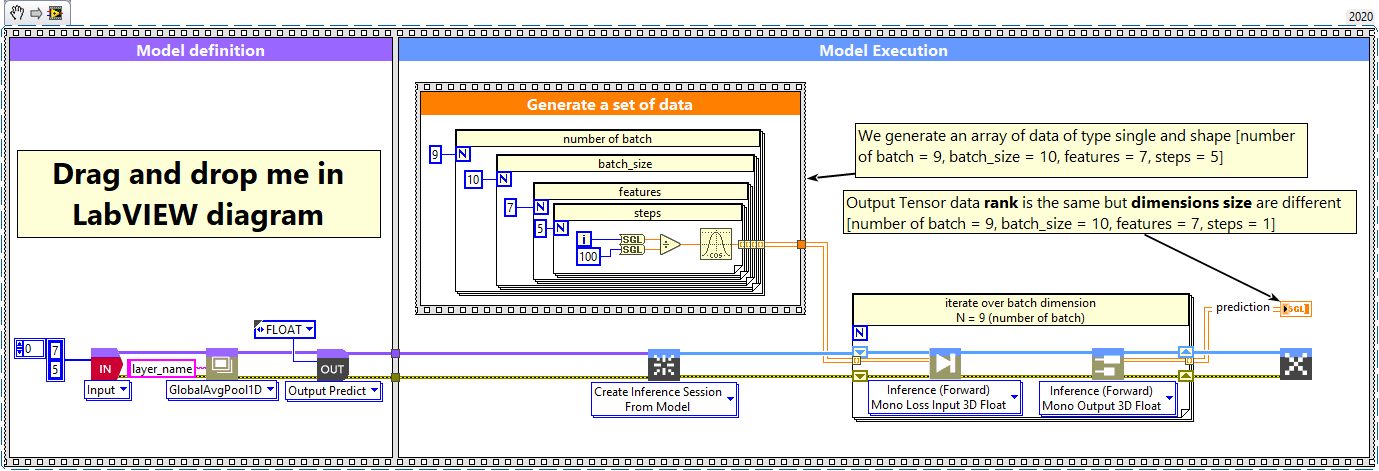 2020
Model definition
Model Execution
Generate a set of data
number of batch
9
N
batch_size
10
N
features
7
N
steps
5
N
i
100
SGL
SGL
COS
We generate an array of data of type single and shape [number
of batch = 9, batch_size = 10, features = 7, steps = 5]
Output Tensor data rank is the same but dimensions size are different
[number of batch = 9, batch_size = 10, features = 7, steps = 1]
Drag and drop me in
LabVIEW diagram
iterate over batch dimension
N = 9 (number of batch)
N
prediction
SGL
FLOAT
0
7
5
IN
layer_name
OUT
Input
GlobalAvgPool1D
Output Predict
Create Inference Session
From Model
Inference (Forward)
Mono Loss Input 3D Float
Inference (Forward)
Mono Output 3D Float